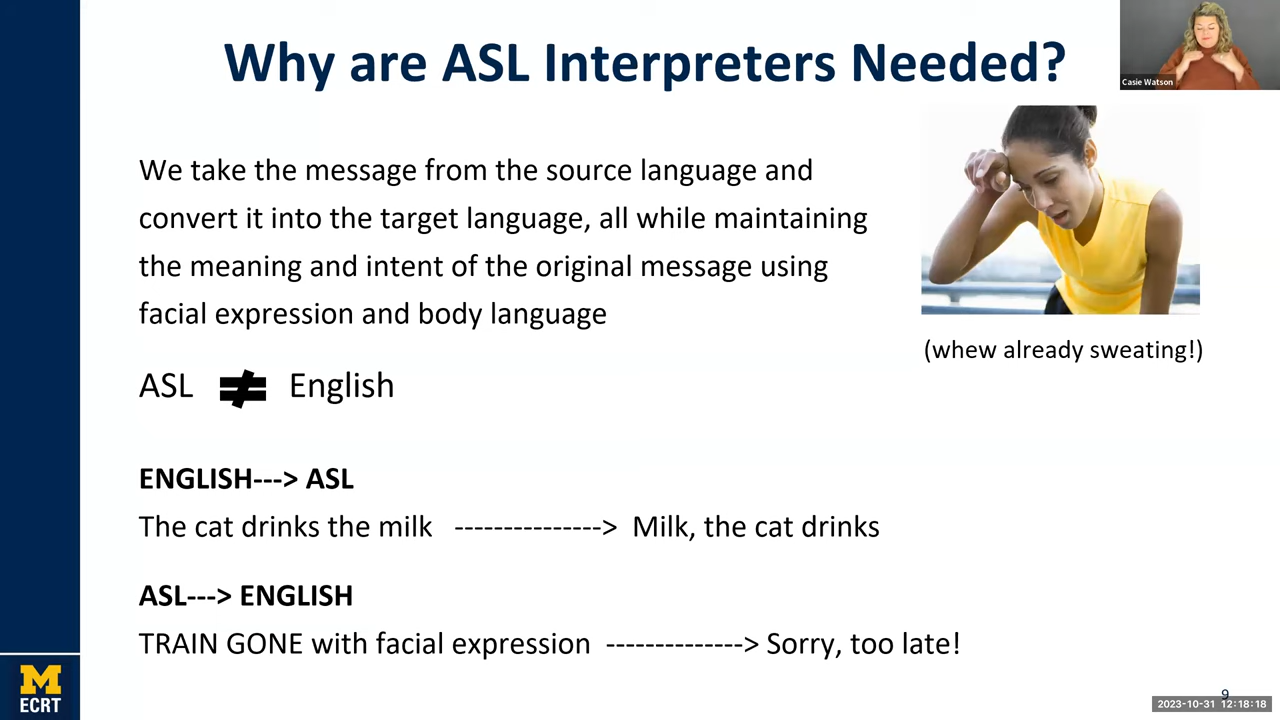 Why are ASL Interpreters Needed?
Casie Watson
We take the message from the source language and
convert it into the target language, all while maintaining
the meaning and intent of the original message using
facial expression and body language
(whew already sweating!)
ASL ≠ English
ENGLISH---> ASL
The cat drinks the milk ---------------> Milk, the cat drinks
ASL---> ENGLISH
TRAIN GONE with facial expression --------------> Sorry, too late!
M
ECRT
9
2023-10-31 12:18:18